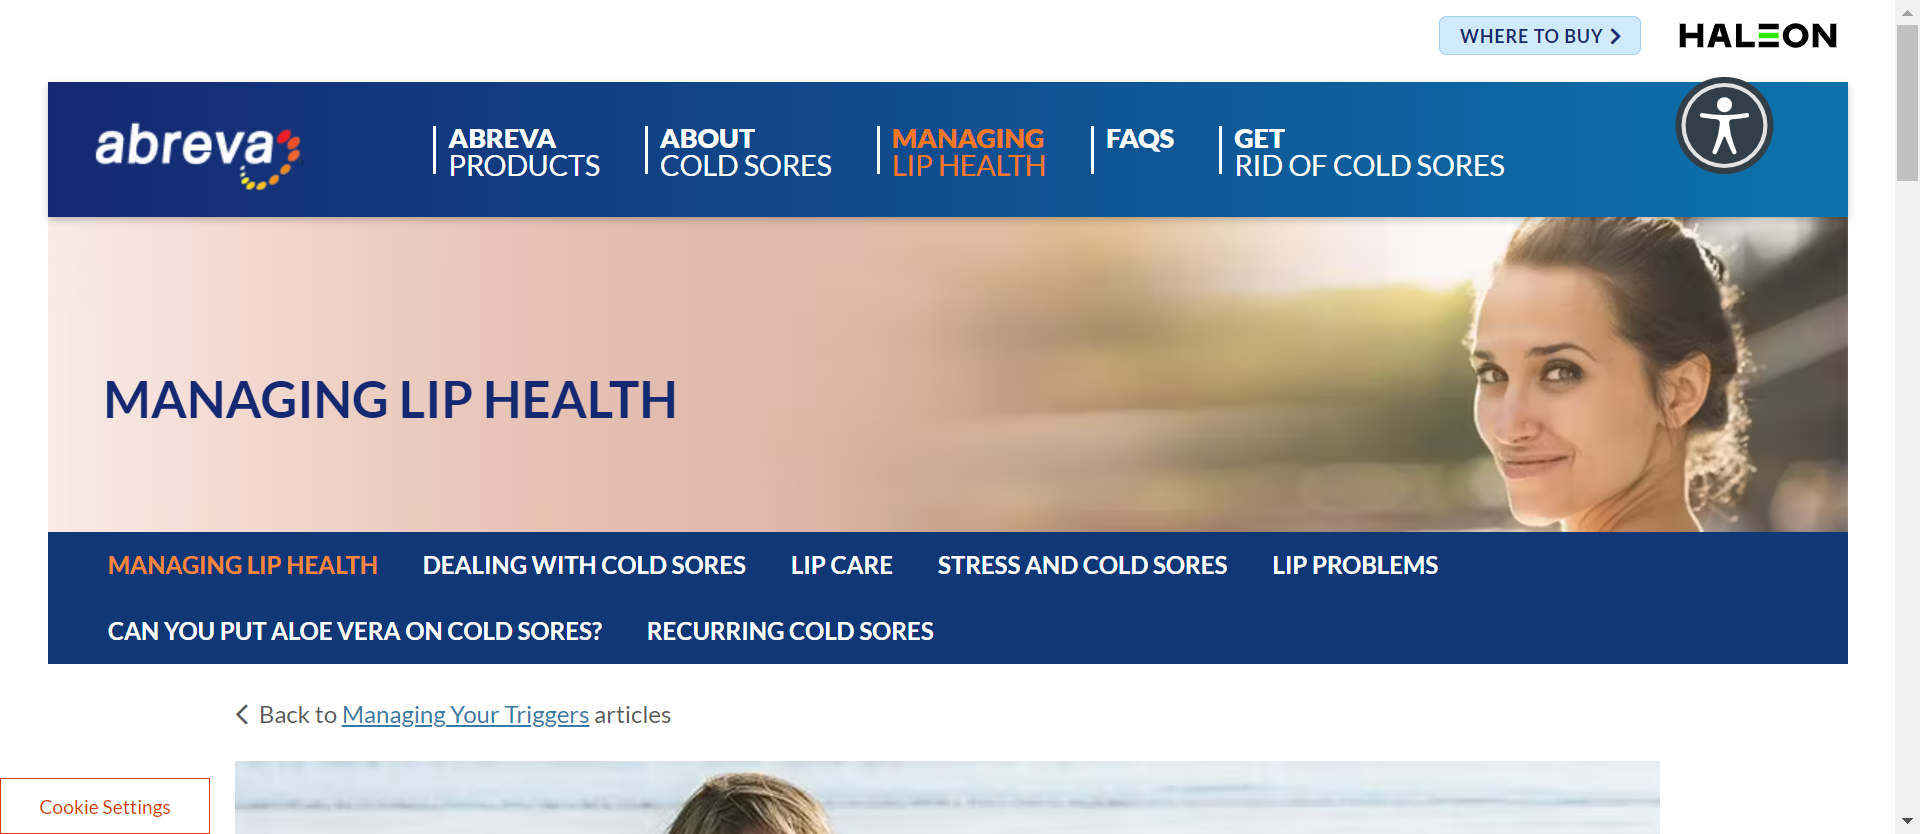 WHERE TO BUY
HALEON
abreva
ABREVA
PRODUCTS
ABOUT
COLD SORES
MANAGING
LIP HEALTH
FAQS
GET
RID OF COLD SORES
MANAGING LIP HEALTH
MANAGING LIP HEALTH
DEALING WITH COLD SORES
LIP CARE
STRESS AND COLD SORES
LIP PROBLEMS
CAN YOU PUT ALOE VERA ON COLD SORES?
RECURRING COLD SORES
Back to Managing Your Triggers articles
Cookie Settings